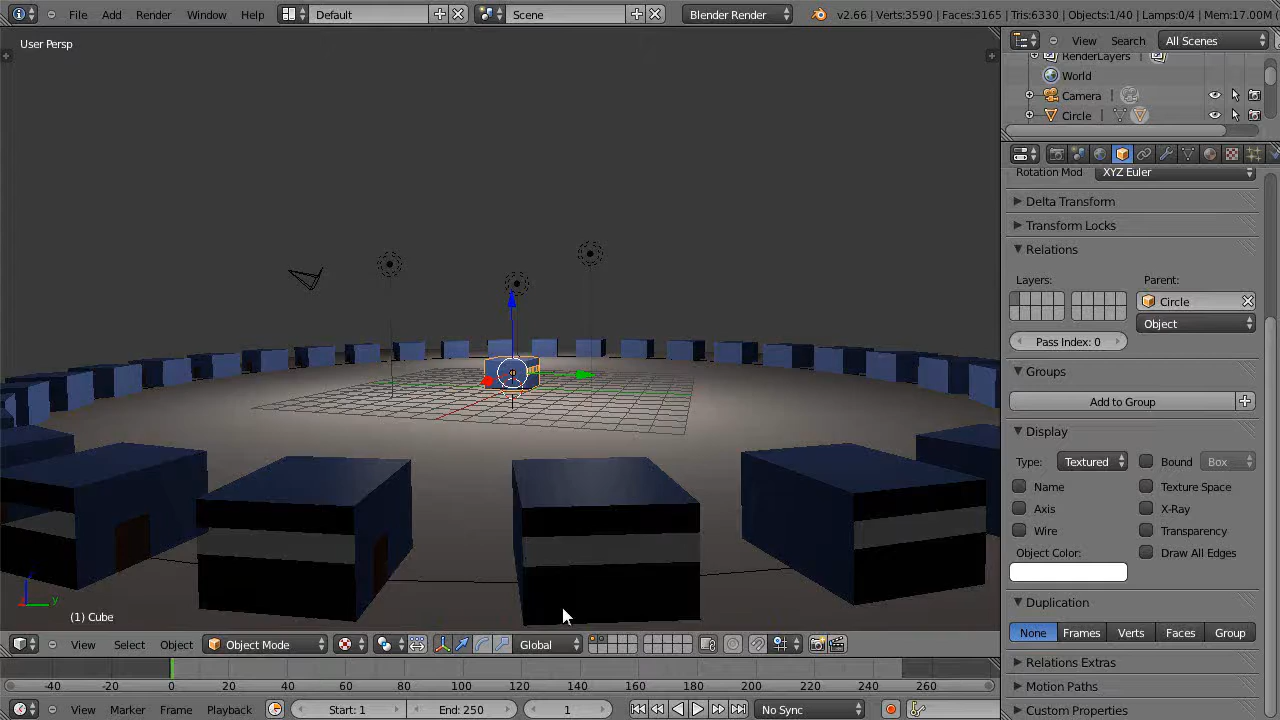 File Add Render Window Help Default Scene Blender Render v2.66 | Verts:3590 | Faces:3165 | Tris:6330 | Objects:1/40 | Lamps:0/4 | Mem:17.00M
User Persp
View Search All Scenes
RenderLayers
World
Camera
Circle
Rotation Mod XYZ Euler
Delta Transform
Transform Locks
Relations
Layers: Parent:
Circle
Object
Pass Index: 0
Groups
Add to Group
Display
Type: Textured Bound Box
Name Texture Space
Axis X-Ray
Wire Transparency
Object Color: Draw All Edges
Duplication
None Frames Verts Faces Group
Relations Extras
Motion Paths
Custom Properties
y
(1) Cube
View Select Object Object Mode Global
-40 -20 0 20 40 60 80 100 120 140 160 180 200 220 240 260
View Marker Frame Playback Start: 1 End: 250 1 No Sync